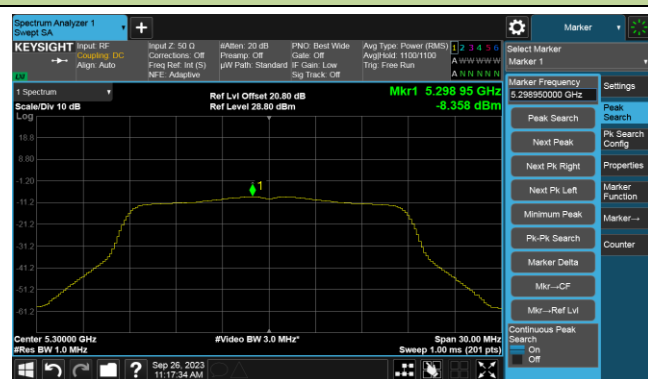 Spectrum Analyzer 1
Swept SA
+
Marker
KEYSIGHT
Input: RF
Coupling: DC
Align: Auto
Input Z: 50 Ω
Corrections: Off
Freq Ref: Int (S)
NFE: Adaptive
#Atten: 20 dB
Preamp: Off
µW Path: Standard
PNO: Best Wide
Gate: Off
IF Gain: Low
Sig Track: Off
Avg Type: Power (RMS)
Avg|Hold: 1100/1100
Trig: Free Run
1 2 3 4 5 6
A W W W W W
A N N N N N
LV
Select Marker
Marker 1
1 Spectrum
Scale/Div 10 dB
Log
Ref Lvl Offset 20.80 dB
Ref Level 28.80 dBm
Mkr1 5.298 95 GHz
-8.358 dBm
18.8
8.80
-1.20
-11.2
-21.2
-31.2
-41.2
-51.2
-61.2
1
Center 5.30000 GHz
#Res BW 1.0 MHz
#Video BW 3.0 MHz*
Span 30.00 MHz
Sweep 1.00 ms (201 pts)
Marker Frequency
5.298950000 GHz
Peak Search
Next Peak
Next Pk Right
Next Pk Left
Minimum Peak
Pk-Pk Search
Marker Delta
Mkr→CF
Mkr→Ref Lvl
Continuous Peak
Search
On
Off
Settings
Peak
Search
Pk Search
Config
Properties
Marker
Function
Marker→
Counter
?
Sep 26, 2023
11:17:34 AM